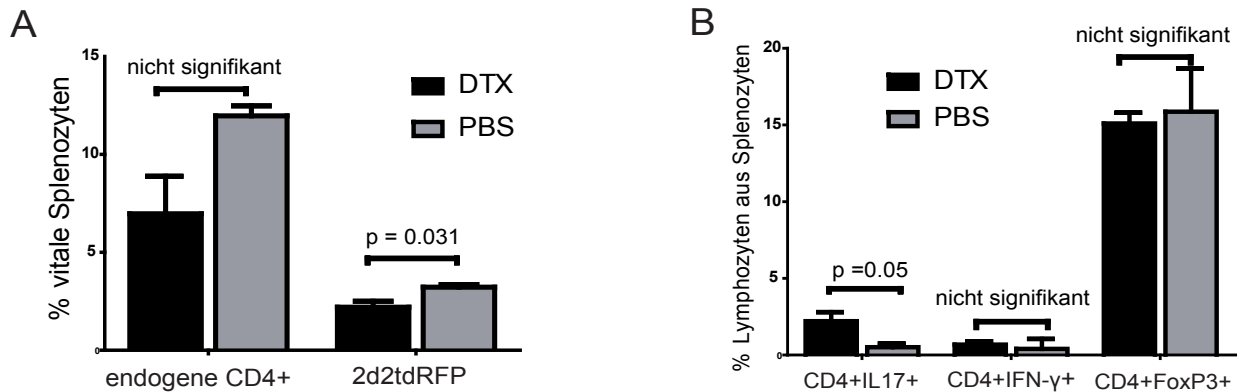 A
% vitale Splenozyten
15
10
5
0
nicht signifikant
DTX
PBS
p = 0.031
endogene CD4+
2d2tdRFP
B
% Lymphozyten aus Splenozyten
20
15
10
5
0
nicht signifikant
DTX
PBS
p =0.05
nicht signifikant
CD4+IL17+
CD4+IFN-γ+
CD4+FoxP3+